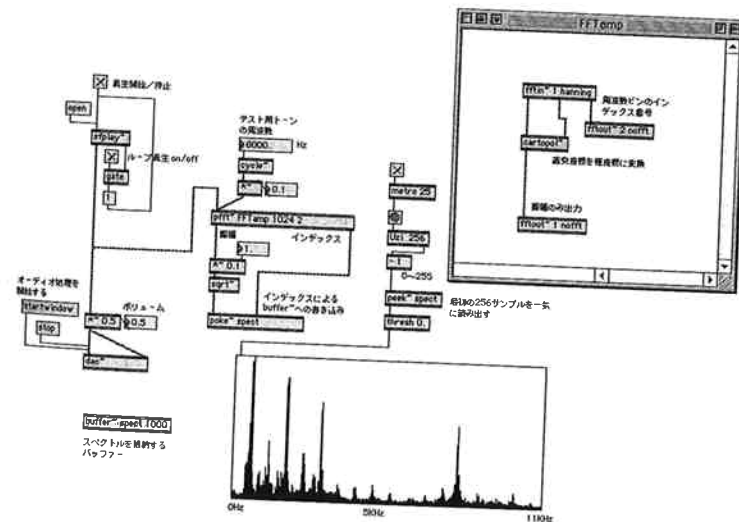 再生開始/停止
open
sfplay~
ループ再生 on/off
gate
1
オーディオ処理を
開始する
startwindow
stop
ボリューム
*~ 0.5
0.5
dac~
buffer~ spect 1000
スペクトルを格納する
バッファー
テスト用トーン
の周波数
6000.
Hz
cycle~
*~
0.1
pfft~ FFTamp 1024 2
振幅
インデックス
1.
*~ 0.1
sqrt~
インデックスによる
buffer~への書き込み
poke~ spect
metro 25
Uzi 256
- 1
0〜255
peek~ spect
最初の256サンプルを一気
に読み出す
thresh 0.
0Hz
5KHz
11KHz
FFTamp
fftin~ 1 hanning
周波数ビンのイン
デックス番号
fftout~ 2 nofft
cartopol~
直交座標を極座標に変換
振幅のみ出力
fftout~ 1 nofft